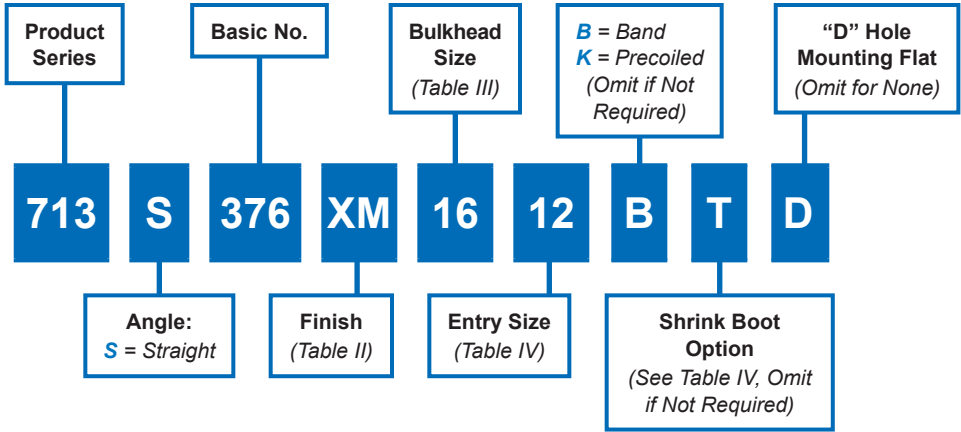 Product
Series
Basic No.
Bulkhead
Size
(Table III)
B = Band
K = Precoiled
(Omit if Not
Required)
“D” Hole
Mounting Flat
(Omit for None)
713 S 376 XM 16 12 B T D
Angle:
S = Straight
Finish
(Table II)
Entry Size
(Table IV)
Shrink Boot
Option
(See Table IV, Omit
if Not Required)